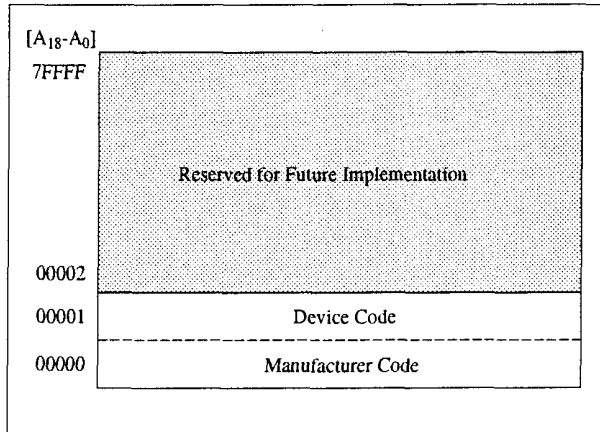 [A18-A0]
7FFFF
Reserved for Future Implementation
00002
00001 Device Code
00000 Manufacturer Code